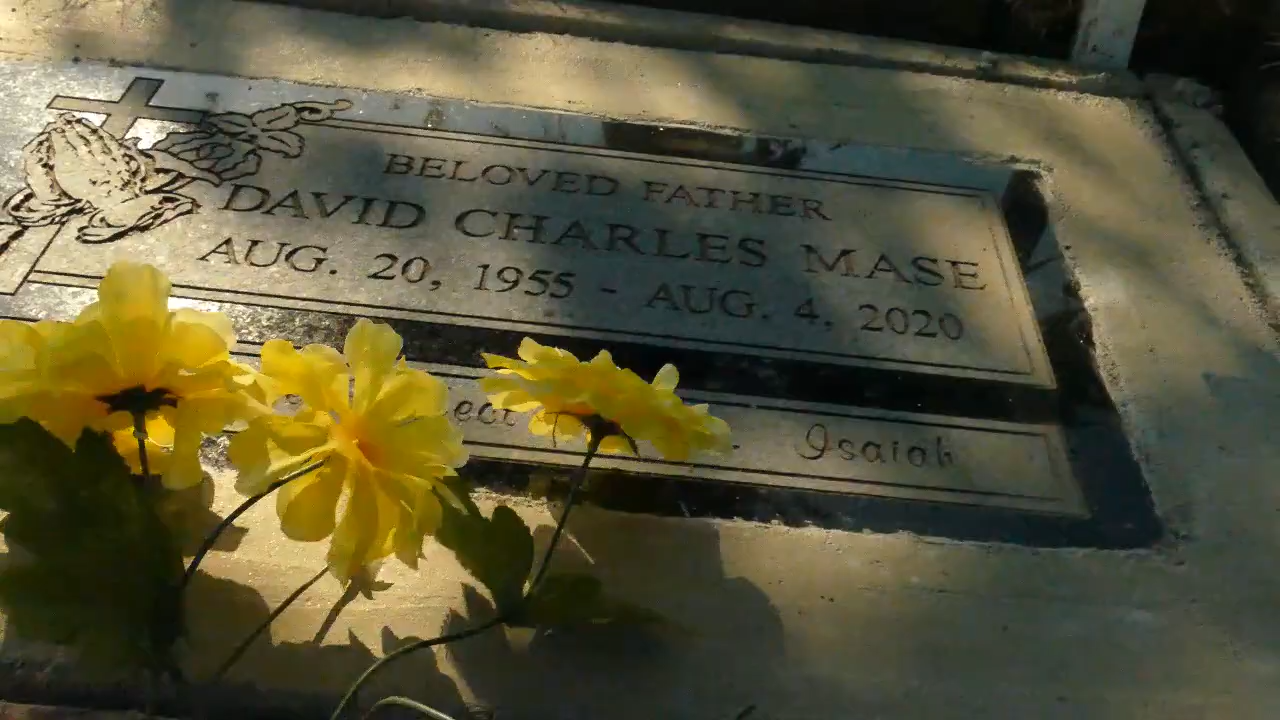 BELOVED FATHER
DAVID CHARLES MASE
AUG. 20, 1955 - AUG. 4, 2020
Isaiah